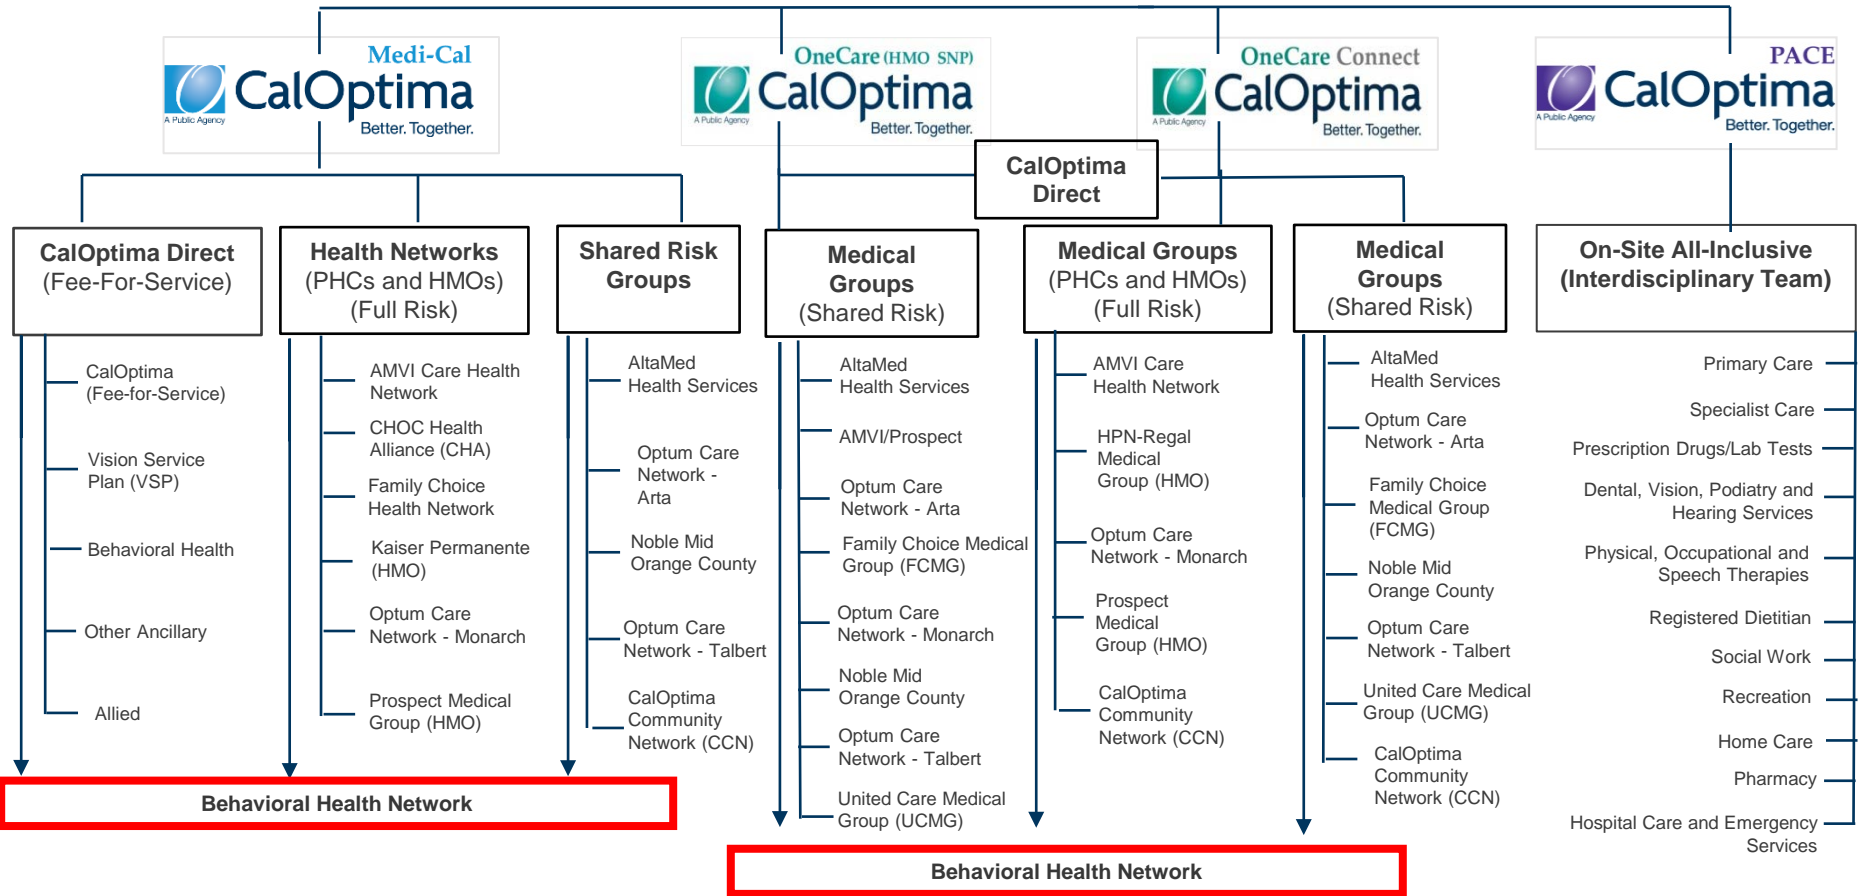 Medi-Cal
CalOptima
A Public Agency
Better. Together.
OneCare (HMO SNP)
CalOptima
A Public Agency
Better. Together.
OneCare Connect
CalOptima
A Public Agency
Better. Together.
PACE
CalOptima
A Public Agency
Better. Together.
CalOptima
Direct
CalOptima Direct
(Fee-For-Service)
CalOptima
(Fee-for-Service)
Vision Service
Plan (VSP)
Behavioral Health
Other Ancillary
Allied
Health Networks
(PHCs and HMOs)
(Full Risk)
AMVI Care Health
Network
CHOC Health
Alliance (CHA)
Family Choice
Health Network
Kaiser Permanente
(HMO)
Optum Care
Network - Monarch
Prospect Medical
Group (HMO)
Shared Risk
Groups
AltaMed
Health Services
Optum Care
Network -
Arta
Noble Mid
Orange County
Optum Care
Network - Talbert
CalOptima
Community
Network (CCN)
Behavioral Health Network
Medical
Groups
(Shared Risk)
AltaMed
Health Services
AMVI/Prospect
Optum Care
Network - Arta
Family Choice Medical
Group (FCMG)
Optum Care
Network - Monarch
Noble Mid
Orange County
Optum Care
Network - Talbert
United Care Medical
Group (UCMG)
Medical Groups
(PHCs and HMOs)
(Full Risk)
AMVI Care
Health Network
HPN-Regal
Medical
Group (HMO)
Optum Care
Network - Monarch
Prospect
Medical
Group (HMO)
CalOptima
Community
Network (CCN)
Medical
Groups
(Shared Risk)
AltaMed
Health Services
Optum Care
Network - Arta
Family Choice
Medical Group
(FCMG)
Noble Mid
Orange County
Optum Care
Network - Talbert
United Care Medical
Group (UCMG)
CalOptima
Community
Network (CCN)
Behavioral Health Network
On-Site All-Inclusive
(Interdisciplinary Team)
Primary Care
Specialist Care
Prescription Drugs/Lab Tests
Dental, Vision, Podiatry and
Hearing Services
Physical, Occupational and
Speech Therapies
Registered Dietitian
Social Work
Recreation
Home Care
Pharmacy
Hospital Care and Emergency
Services